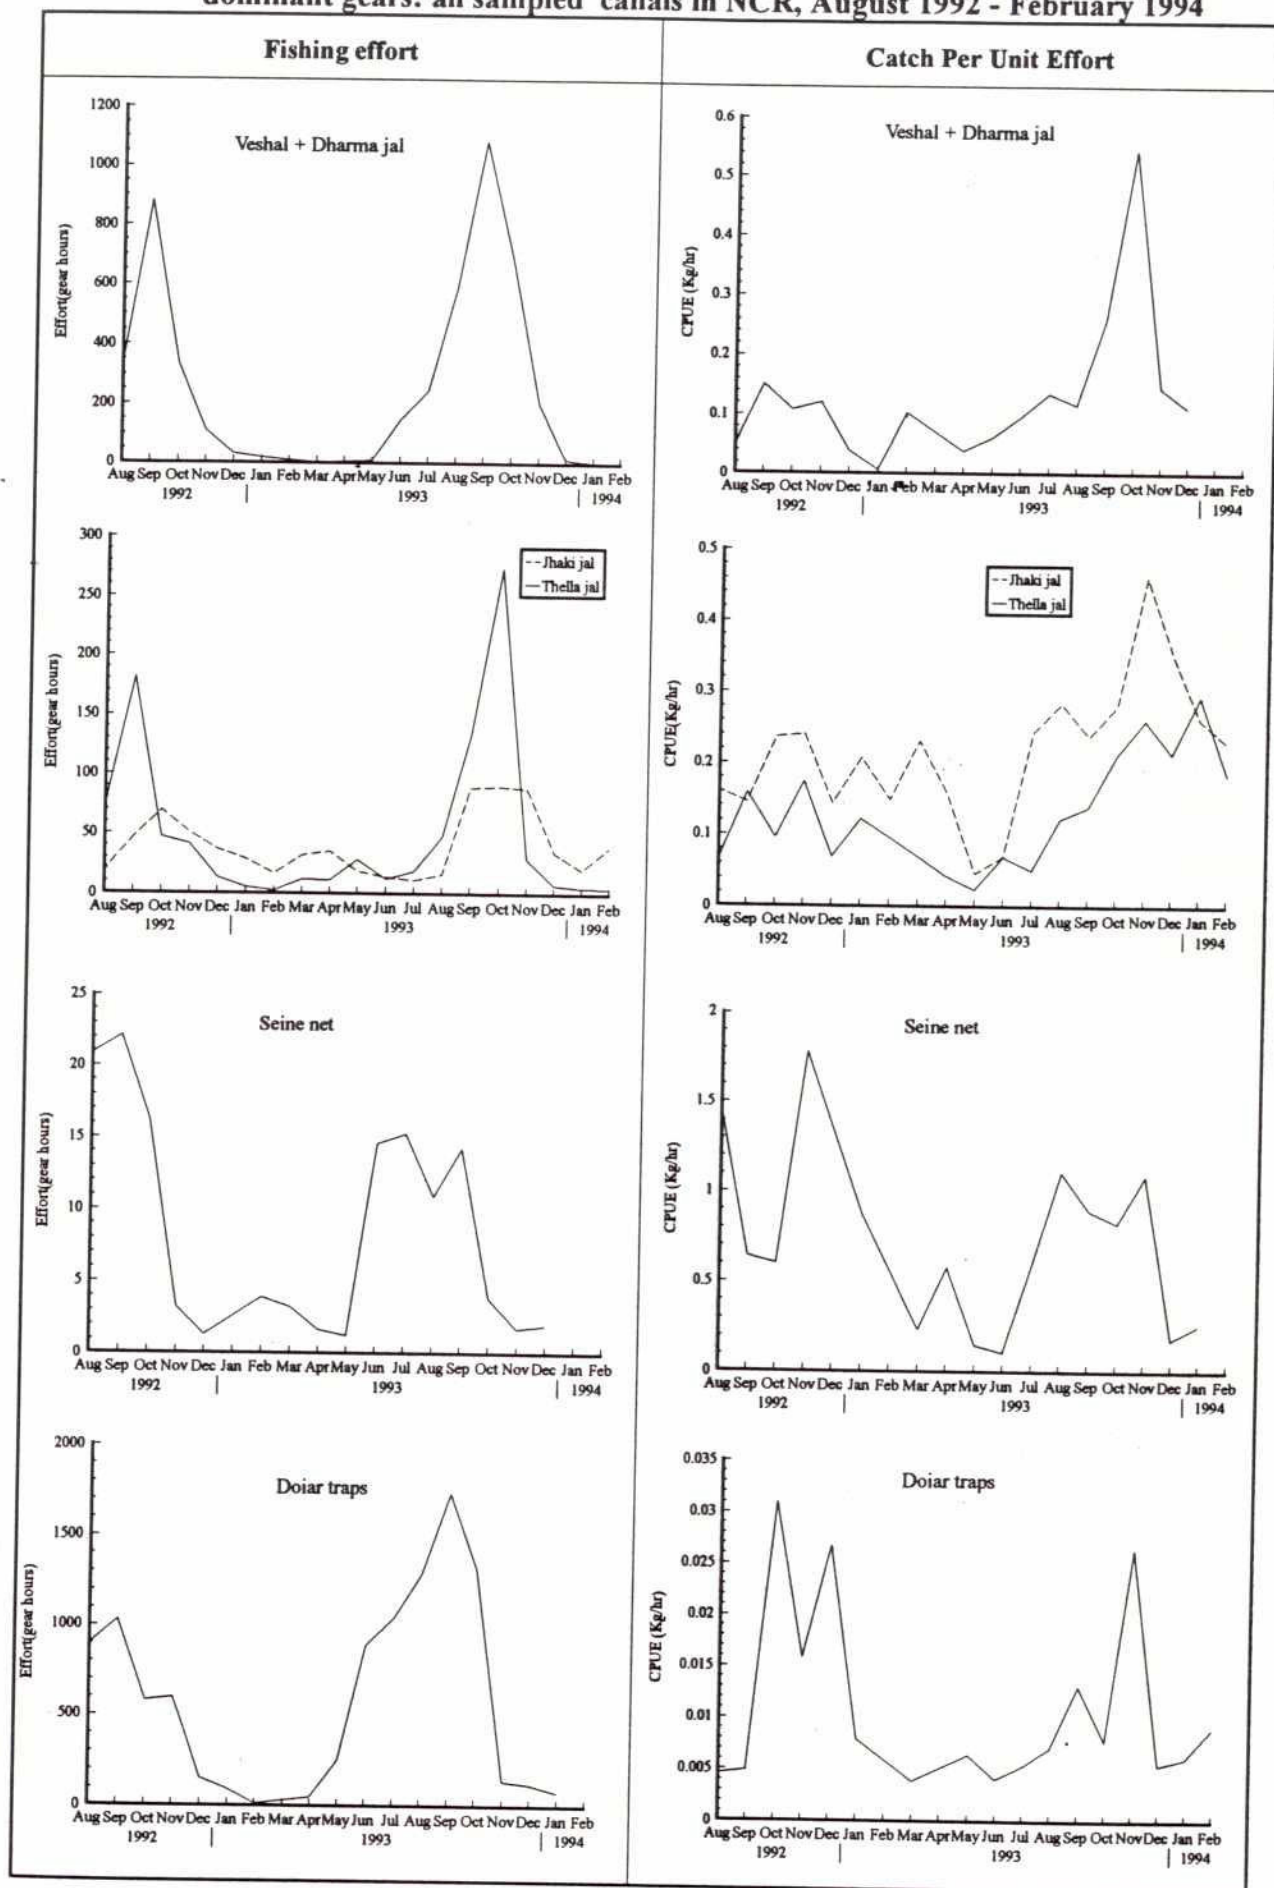 dominant gears: all sampled canals in NCR, August 1992 - February 1994
Fishing effort
Catch Per Unit Effort
Veshal + Dharma jal
Effort(gear hours)
1200
1000
800
600
400
200
0
Aug Sep Oct Nov Dec Jan Feb Mar Apr May Jun Jul Aug Sep Oct Nov Dec Jan Feb
1992 | 1993 | 1994
Veshal + Dharma jal
CPUE (Kg/hr)
0.6
0.5
0.4
0.3
0.2
0.1
0
Aug Sep Oct Nov Dec Jan Feb Mar Apr May Jun Jul Aug Sep Oct Nov Dec Jan Feb
1992 | 1993 | 1994
Effort(gear hours)
300
250
200
150
100
50
0
--Jhaki jal
—Thella jal
Aug Sep Oct Nov Dec Jan Feb Mar Apr May Jun Jul Aug Sep Oct Nov Dec Jan Feb
1992 | 1993 | 1994
CPUE(Kg/hr)
0.5
0.4
0.3
0.2
0.1
0
--Jhaki jal
—Thella jal
Aug Sep Oct Nov Dec Jan Feb Mar Apr May Jun Jul Aug Sep Oct Nov Dec Jan Feb
1992 | 1993 | 1994
Seine net
Effort(gear hours)
25
20
15
10
5
0
Aug Sep Oct Nov Dec Jan Feb Mar Apr May Jun Jul Aug Sep Oct Nov Dec Jan Feb
1992 | 1993 | 1994
Seine net
CPUE (Kg/hr)
2
1.5
1
0.5
0
Aug Sep Oct Nov Dec Jan Feb Mar Apr May Jun Jul Aug Sep Oct Nov Dec Jan Feb
1992 | 1993 | 1994
Doiar traps
Effort(gear hours)
2000
1500
1000
500
0
Aug Sep Oct Nov Dec Jan Feb Mar Apr May Jun Jul Aug Sep Oct Nov Dec Jan Feb
1992 | 1993 | 1994
Doiar traps
CPUE (Kg/hr)
0.035
0.03
0.025
0.02
0.015
0.01
0.005
0
Aug Sep Oct Nov Dec Jan Feb Mar Apr May Jun Jul Aug Sep Oct Nov Dec Jan Feb
1992 | 1993 | 1994